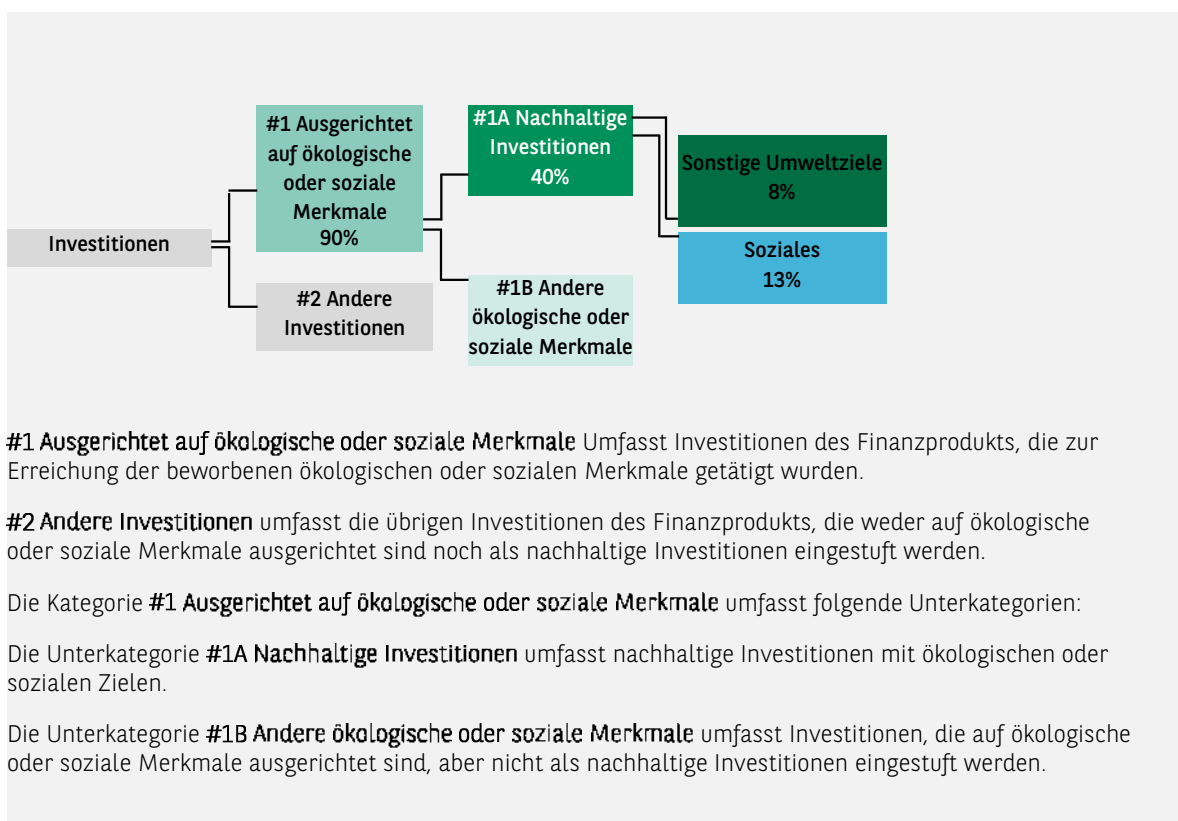 #1 Ausgerichtet
auf ökologische
oder soziale
Merkmale
90%
#1A Nachhaltige
Investitionen
40%
Sonstige Umweltziele
8%
Investitionen
Soziales
13%
#2 Andere
Investitionen
#1B Andere
ökologische oder
soziale Merkmale
#1 Ausgerichtet auf ökologische oder soziale Merkmale Umfasst Investitionen des Finanzprodukts, die zur
Erreichung der beworbenen ökologischen oder sozialen Merkmale getätigt wurden.
#2 Andere Investitionen umfasst die übrigen Investitionen des Finanzprodukts, die weder auf ökologische
oder soziale Merkmale ausgerichtet sind noch als nachhaltige Investitionen eingestuft werden.
Die Kategorie #1 Ausgerichtet auf ökologische oder soziale Merkmale umfasst folgende Unterkategorien:
Die Unterkategorie #1A Nachhaltige Investitionen umfasst nachhaltige Investitionen mit ökologischen oder
sozialen Zielen.
Die Unterkategorie #1B Andere ökologische oder soziale Merkmale umfasst Investitionen, die auf ökologische
oder soziale Merkmale ausgerichtet sind, aber nicht als nachhaltige Investitionen eingestuft werden.